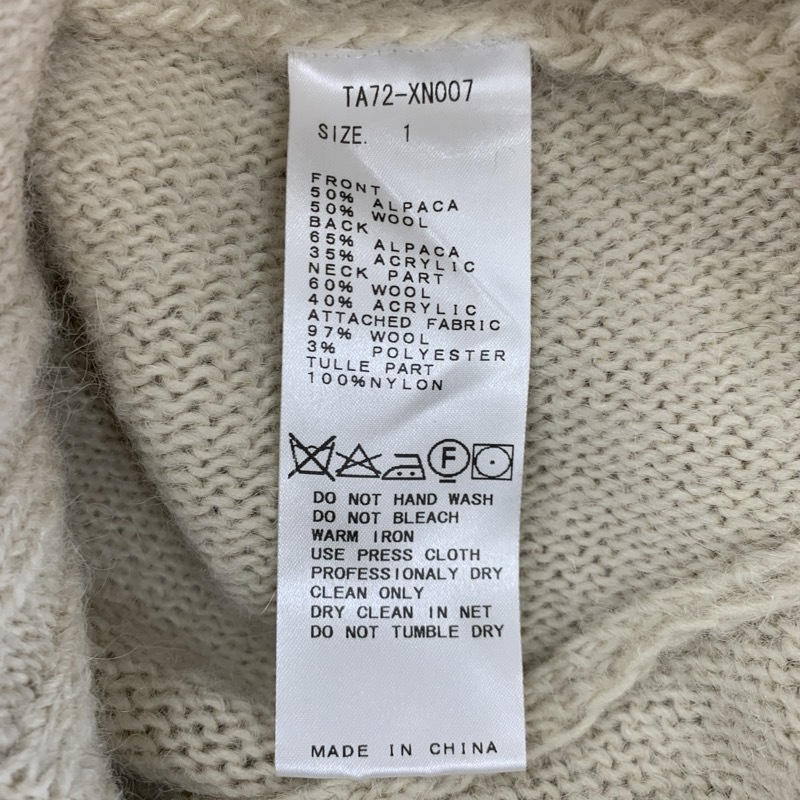 TA72-XN007
SIZE. 1
FRONT
50% ALPACA
50% WOOL
BACK
65% ALPACA
35% ACRYLIC
NECK PART
60% WOOL
40% ACRYLIC
ATTACHED FABRIC
97% WOOL
3% POLYESTER
TULLE PART
100%NYLON
F
DO NOT HAND WASH
DO NOT BLEACH
WARM IRON
USE PRESS CLOTH
PROFESSIONALY DRY
CLEAN ONLY
DRY CLEAN IN NET
DO NOT TUMBLE DRY
MADE IN CHINA